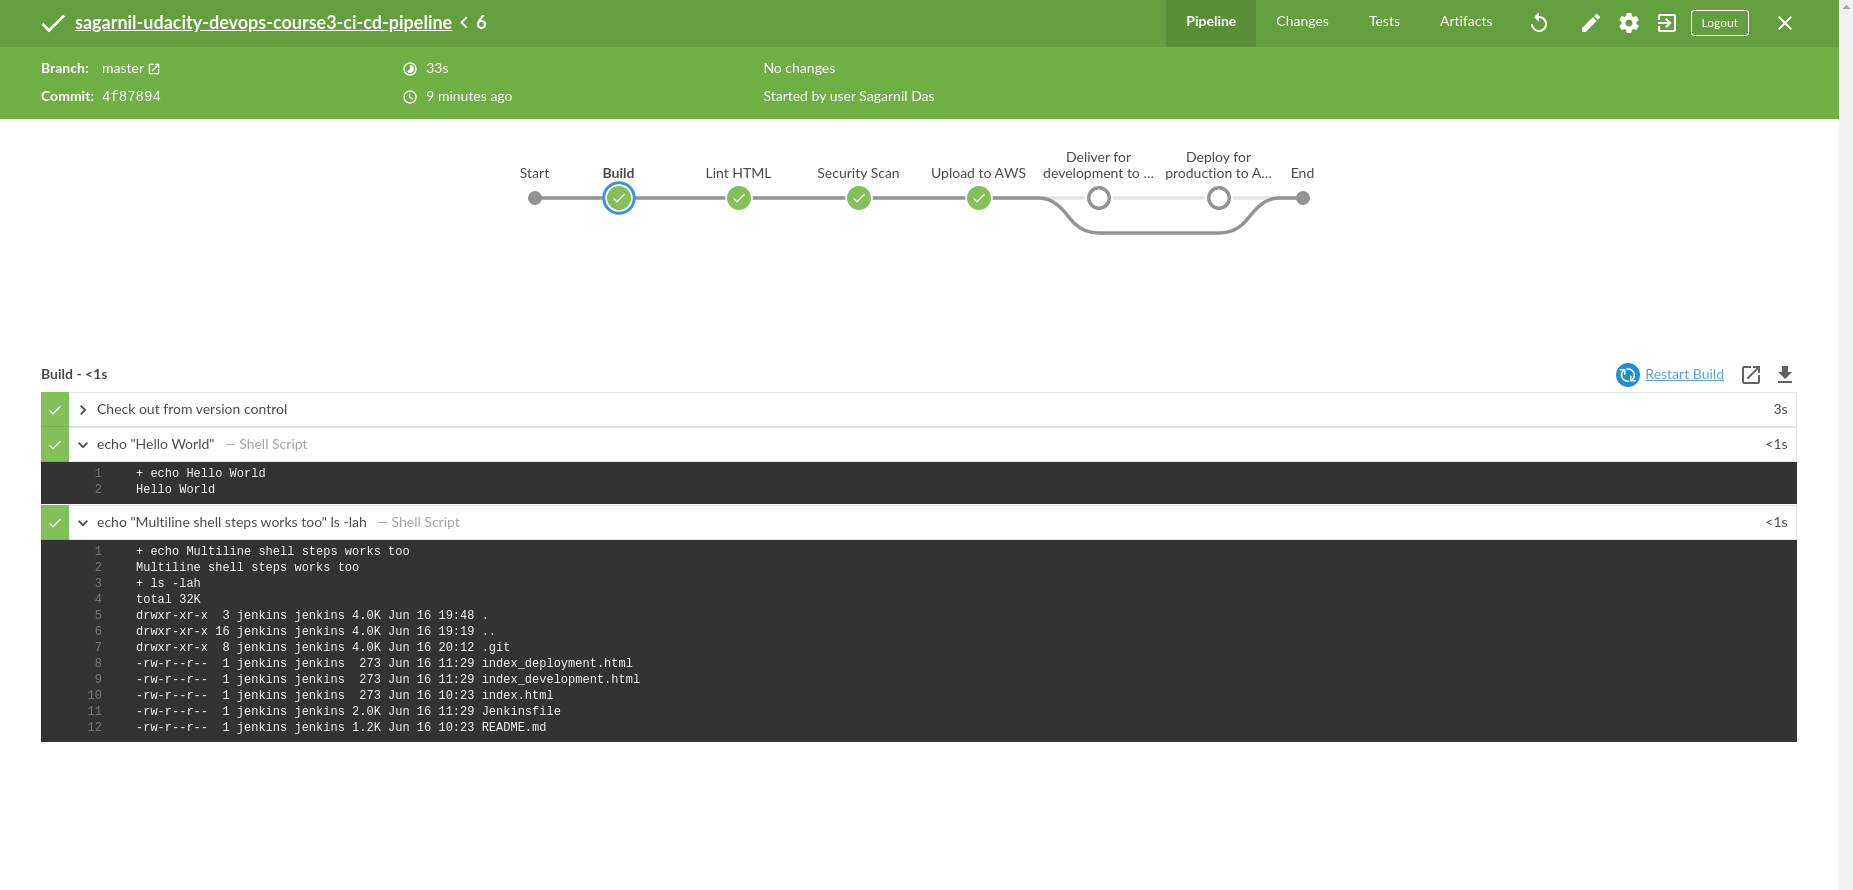 sagarnil-udacity-devops-course3-ci-cd-pipeline < 6
Pipeline Changes Tests Artifacts Logout
Branch: master 33s No changes
Commit: 4f87894 9 minutes ago Started by user Sagarnil Das
Start Build Lint HTML Security Scan Upload to AWS Deliver for development to ... Deploy for production to A... End
Build - <1s Restart Build
Check out from version control 3s
echo "Hello World" — Shell Script <1s
1 + echo Hello World
2 Hello World
echo "Multiline shell steps works too" ls -lah — Shell Script <1s
1 + echo Multiline shell steps works too
2 Multiline shell steps works too
3 + ls -lah
4 total 32K
5 drwxr-xr-x  3 jenkins jenkins 4.0K Jun 16 19:48 .
6 drwxr-xr-x 16 jenkins jenkins 4.0K Jun 16 19:19 ..
7 drwxr-xr-x  8 jenkins jenkins 4.0K Jun 16 20:12 .git
8 -rw-r--r--  1 jenkins jenkins  273 Jun 16 11:29 index_deployment.html
9 -rw-r--r--  1 jenkins jenkins  273 Jun 16 11:29 index_development.html
10 -rw-r--r--  1 jenkins jenkins  273 Jun 16 10:23 index.html
11 -rw-r--r--  1 jenkins jenkins 2.0K Jun 16 11:29 Jenkinsfile
12 -rw-r--r--  1 jenkins jenkins 1.2K Jun 16 10:23 README.md